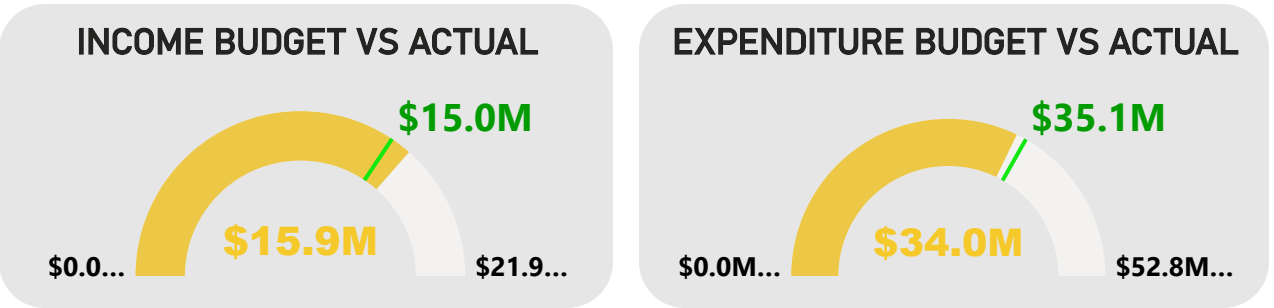 INCOME BUDGET VS ACTUAL
$15.0M
$15.9M
$0.0...
$21.9...
EXPENDITURE BUDGET VS ACTUAL
$35.1M
$34.0M
$0.0M...
$52.8M...